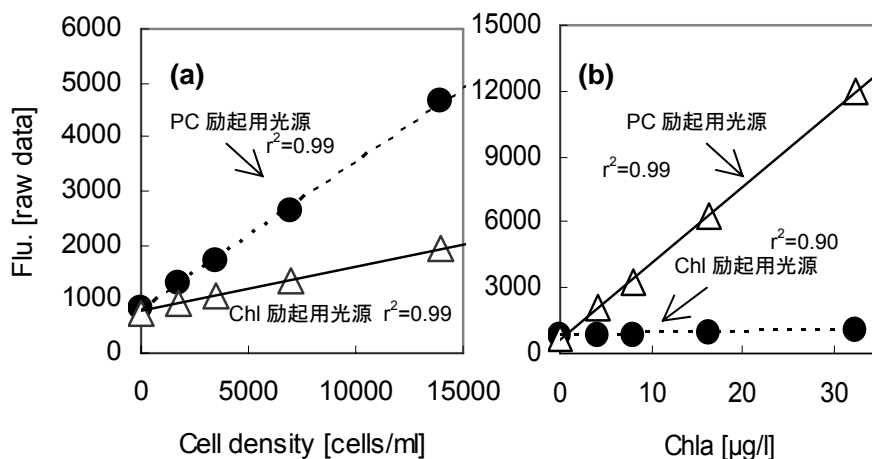 6000
5000
4000
3000
2000
1000
0
Flu. [raw data]
(a)
PC 励起用光源
r²=0.99
Chl 励起用光源 r²=0.99
0
5000
10000
15000
Cell density [cells/ml]
15000
12000
9000
6000
3000
0
(b)
PC 励起用光源
r²=0.99
r²=0.90
Chl 励起用光源
0
10
20
30
Chla [µg/l]